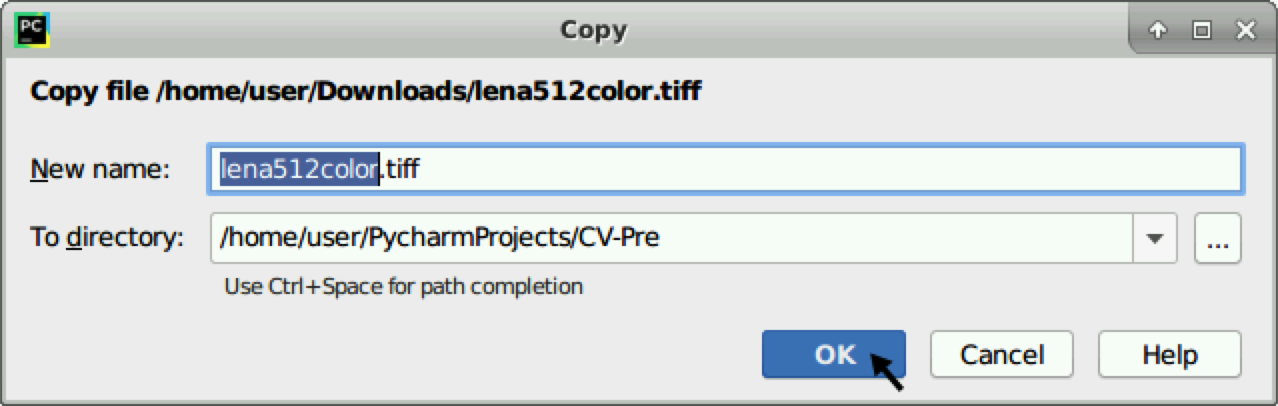 PC
Copy
Copy file /home/user/Downloads/lena512color.tiff
New name: lena512color.tiff
To directory: /home/user/PycharmProjects/CV-Pre
...
Use Ctrl+Space for path completion
OK Cancel Help